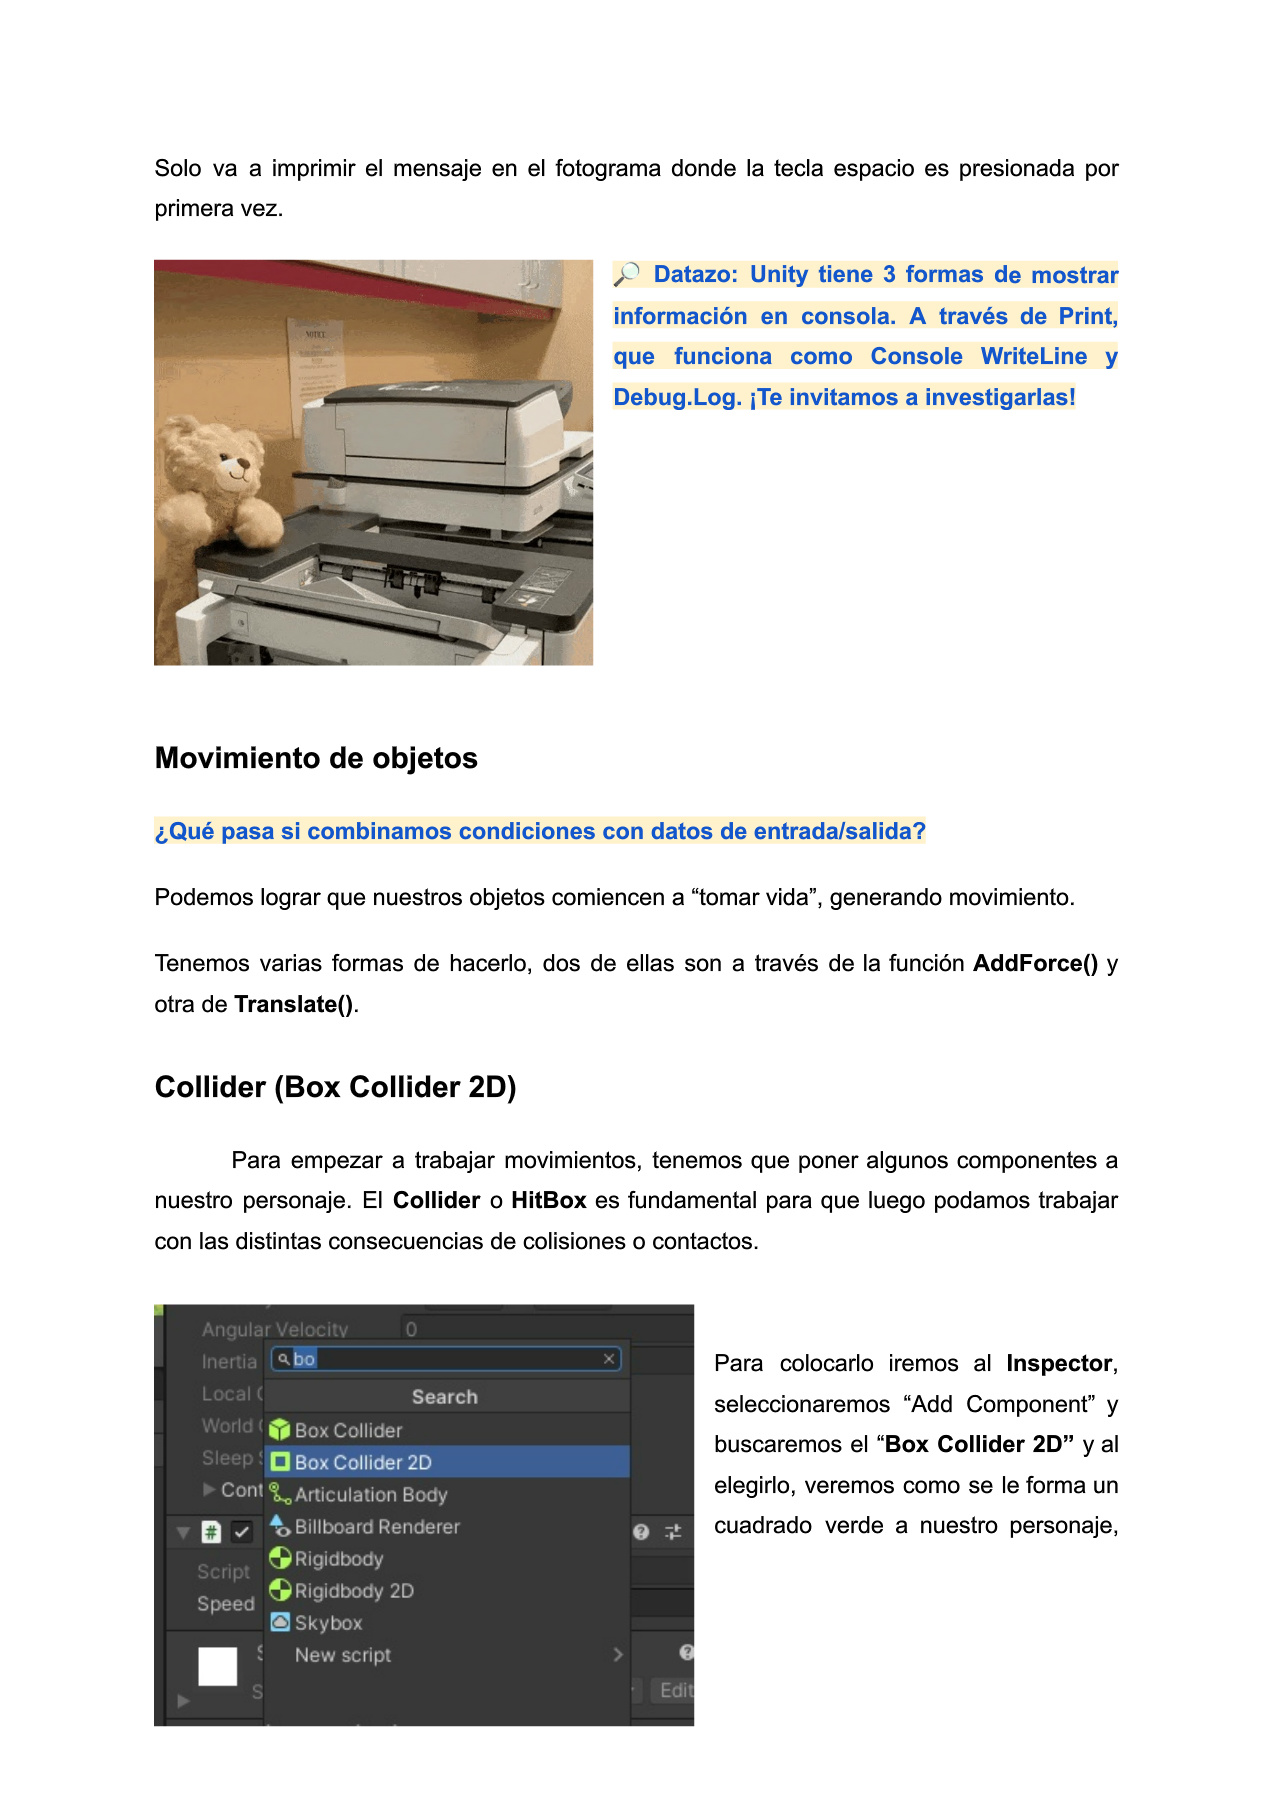 Solo va a imprimir el mensaje en el fotograma donde la tecla espacio es presionada por
primera vez.
NOTICE
🔎 Datazo: Unity tiene 3 formas de mostrar
información en consola. A través de Print,
que funciona como Console WriteLine y
Debug.Log. ¡Te invitamos a investigarlas!
Movimiento de objetos
¿Qué pasa si combinamos condiciones con datos de entrada/salida?
Podemos lograr que nuestros objetos comiencen a “tomar vida”, generando movimiento.
Tenemos varias formas de hacerlo, dos de ellas son a través de la función AddForce() y
otra de Translate().
Collider (Box Collider 2D)
Para empezar a trabajar movimientos, tenemos que poner algunos componentes a
nuestro personaje. El Collider o HitBox es fundamental para que luego podamos trabajar
con las distintas consecuencias de colisiones o contactos.
Angular Velocity 0
Inertia
bo
Local
World
Search
Sleep
Box Collider
Box Collider 2D
Cont
Articulation Body
Billboard Renderer
Rigidbody
Script
Rigidbody 2D
Speed
Skybox
New script
Edit
Para colocarlo iremos al Inspector,
seleccionaremos “Add Component” y
buscaremos el “Box Collider 2D” y al
elegirlo, veremos como se le forma un
cuadrado verde a nuestro personaje,